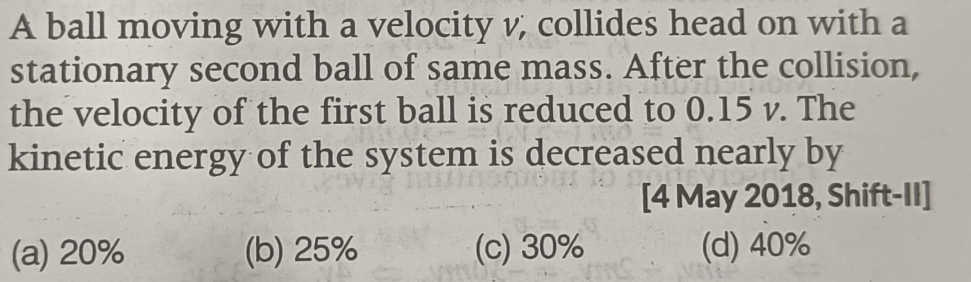 A ball moving with a velocity v, collides head on with a
stationary second ball of same mass. After the collision,
the velocity of the first ball is reduced to 0.15 v. The
kinetic energy of the system is decreased nearly by
[4 May 2018, Shift-II]
(a) 20% (b) 25% (c) 30% (d) 40%